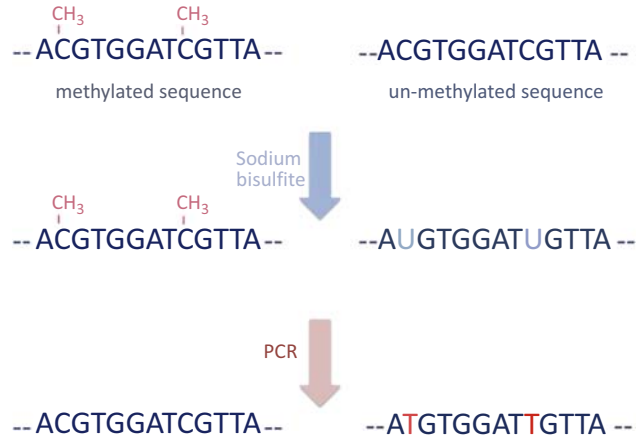 CH₃ CH₃
--ACGTGGATCGTTA-- --ACGTGGATCGTTA--
methylated sequence un-methylated sequence
Sodium
bisulfite
CH₃ CH₃
--ACGTGGATCGTTA-- --AUGTGGATUGTTA--
PCR
--ACGTGGATCGTTA-- --ATGTGGATTGTTA--